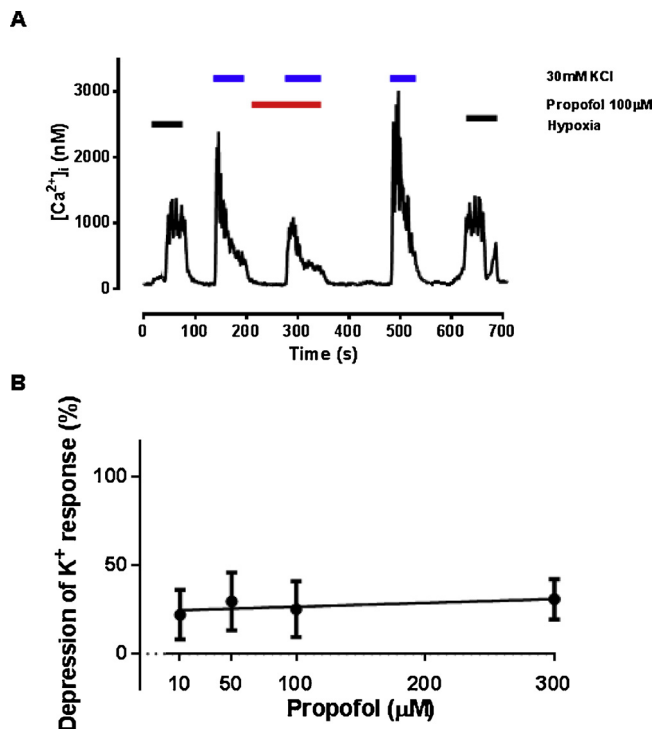 A
30mM KCl
Propofol 100µM
Hypoxia
[Ca²⁺]ᵢ (nM)
3000
2000
1000
0
0 100 200 300 400 500 600 700
Time (s)
B
Depression of K⁺ response (%)
100
50
0
10 50 100 200 300
Propofol (µM)